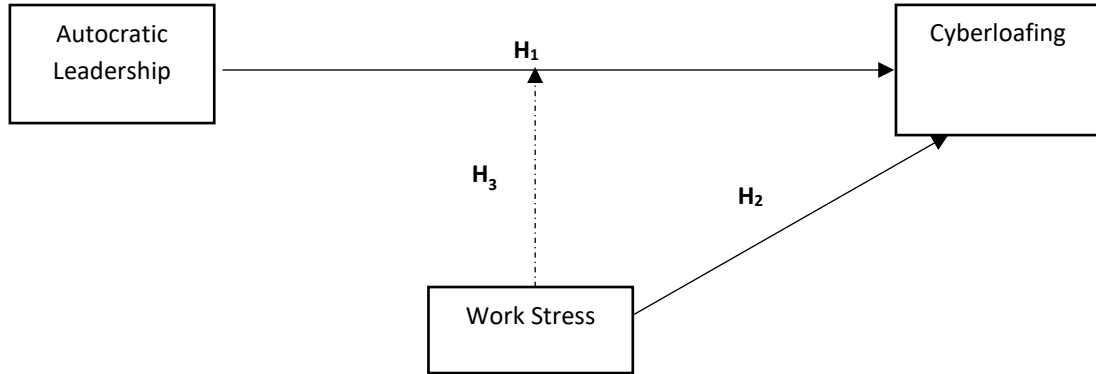 Autocratic
Leadership
Cyberloafing
H₁
H₃
H₂
Work Stress